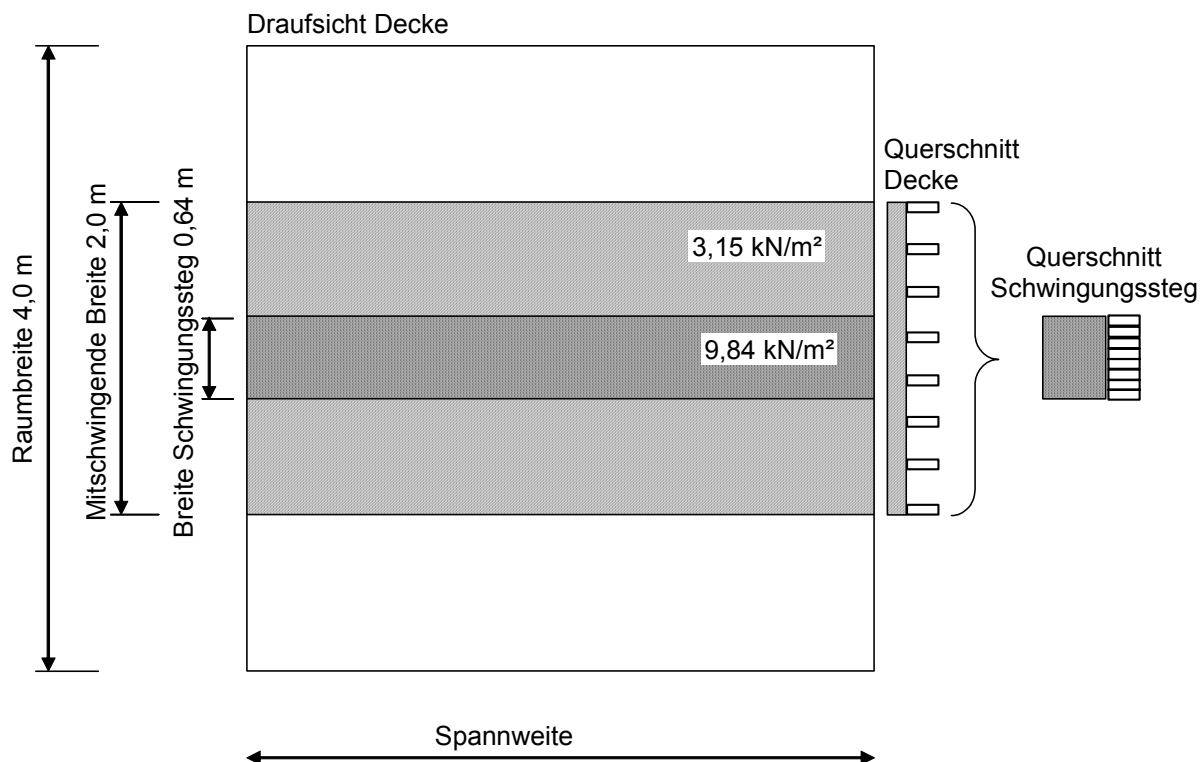 Draufsicht Decke
Raumbreite 4,0 m
Mitschwingende Breite 2,0 m
Breite Schwingungssteg 0,64 m
3,15 kN/m²
9,84 kN/m²
Querschnitt
Decke
Querschnitt
Schwingungssteg
Spannweite